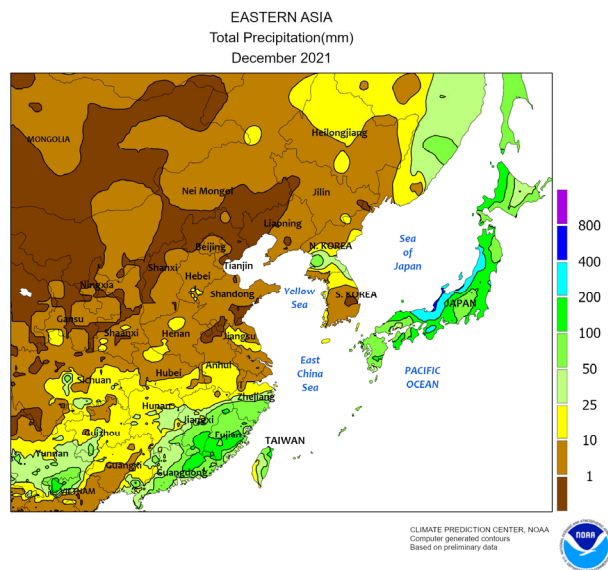 EASTERN ASIA
Total Precipitation(mm)
December 2021
Heilongjiang
MONGOLIA
Nei Mongol
Jilin
Liaoning
Sea
of
Japan
Beijing
N. KOREA
Tianjin
Shanxi
Hebei
Ningxia
Shandong
Yellow
Sea
S. KOREA
JAPAN
Gansu
Shaanxi
Henan
Jiangsu
East
China
Sea
Anhui
Hubei
PACIFIC
OCEAN
Sichuan
Zhejiang
Hunan
Jiangxi
Guizhou
Fujian
TAIWAN
Yunnan
Guangxi
Guangdong
VIETNAM
800
400
200
100
50
25
10
1
CLIMATE PREDICTION CENTER, NOAA
Computer generated contours
Based on preliminary data
NOAA